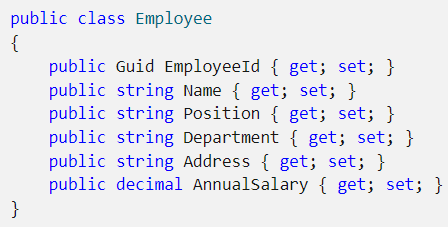 public class Employee
{
    public Guid EmployeeId { get; set; }
    public string Name { get; set; }
    public string Position { get; set; }
    public string Department { get; set; }
    public string Address { get; set; }
    public decimal AnnualSalary { get; set; }
}